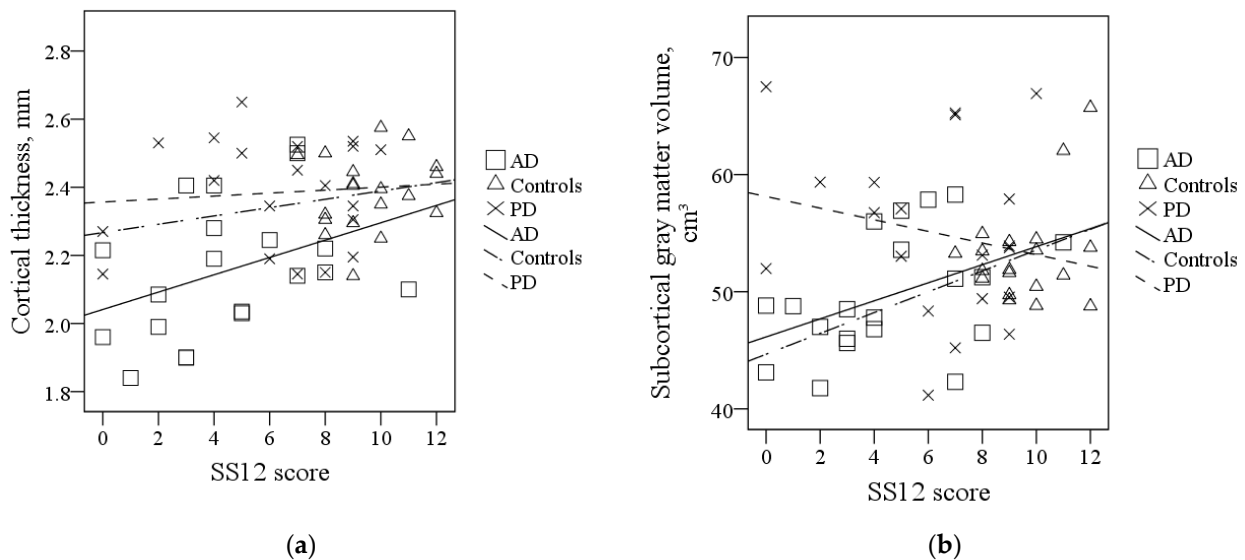 2.8
2.6
2.4
2.2
2.0
1.8
Cortical thickness, mm
0 2 4 6 8 10 12
SS12 score
AD
Controls
PD
AD
Controls
PD
(a)
70
60
50
40
Subcortical gray matter volume,
cm³
0 2 4 6 8 10 12
SS12 score
AD
Controls
PD
AD
Controls
PD
(b)